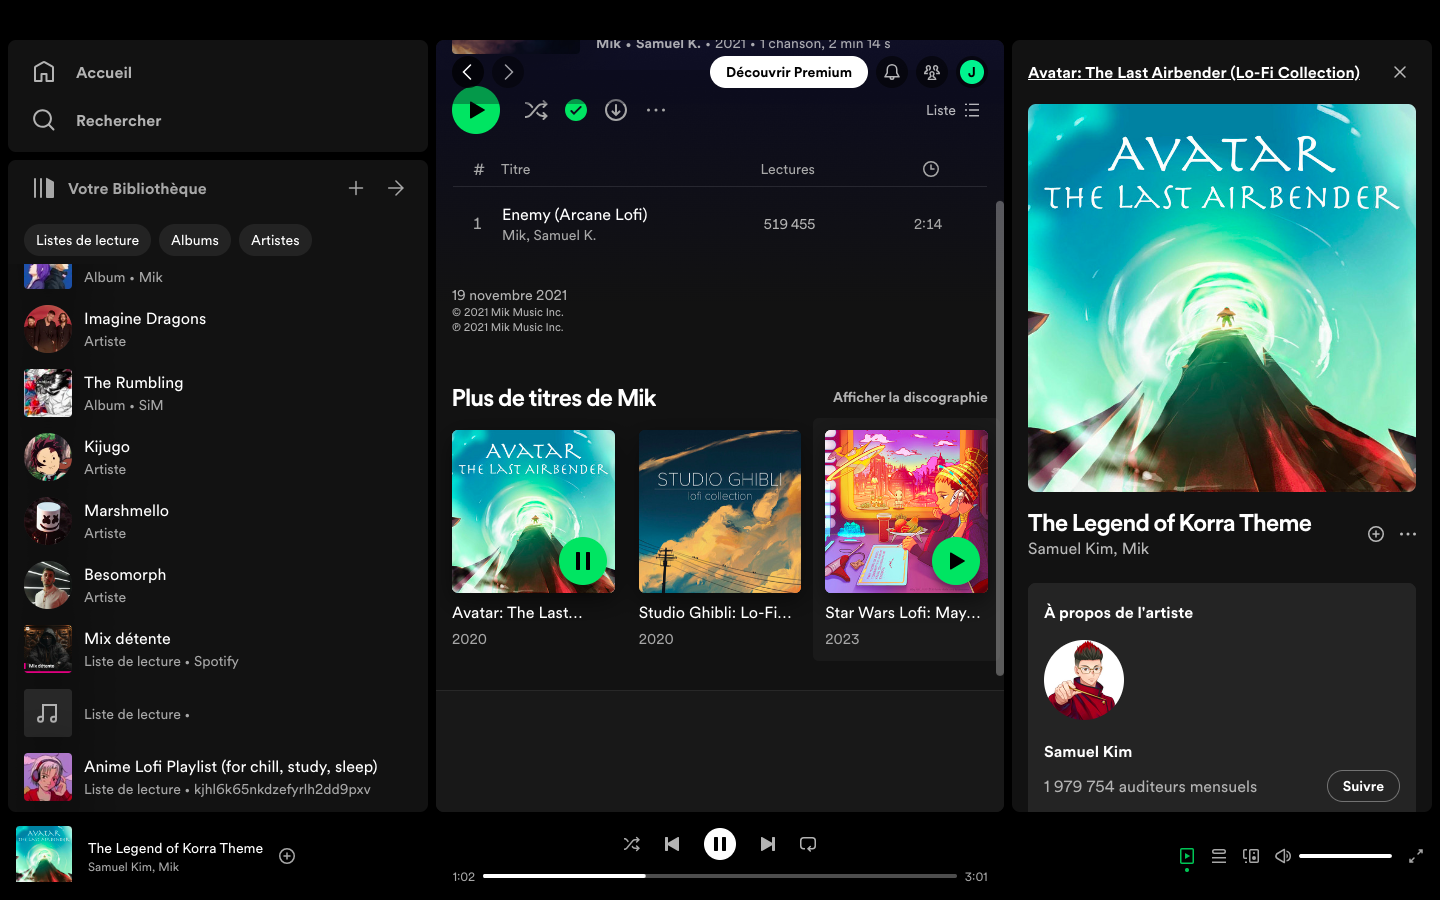 Accueil
Rechercher
Votre Bibliothèque
Listes de lecture
Albums
Artistes
Album • Mik
Imagine Dragons
Artiste
The Rumbling
Album • SiM
Kijugo
Artiste
Marshmello
Artiste
Besomorph
Artiste
Mix détente
Mix détente
Liste de lecture • Spotify
Liste de lecture •
Anime Lofi Playlist (for chill, study, sleep)
Liste de lecture • kjhl6k65nkdzefyrlh2dd9pxv
Mik • Samuel K. • 2021 • 1 chanson, 2 min 14 s
Découvrir Premium
J
Liste
# Titre Lectures
1 Enemy (Arcane Lofi) 519 455 2:14
Mik, Samuel K.
19 novembre 2021
© 2021 Mik Music Inc.
℗ 2021 Mik Music Inc.
Plus de titres de Mik
Afficher la discographie
AVATAR
THE LAST AIRBENDER
Avatar: The Last...
2020
STUDIO GHIBLI
lofi collection
Studio Ghibli: Lo-Fi...
2020
Star Wars Lofi: May...
2023
Avatar: The Last Airbender (Lo-Fi Collection)
AVATAR
THE LAST AIRBENDER
The Legend of Korra Theme
Samuel Kim, Mik
À propos de l'artiste
Samuel Kim
1 979 754 auditeurs mensuels
Suivre
AVATAR
THE LAST AIRBENDER
The Legend of Korra Theme
Samuel Kim, Mik
1:02
3:01